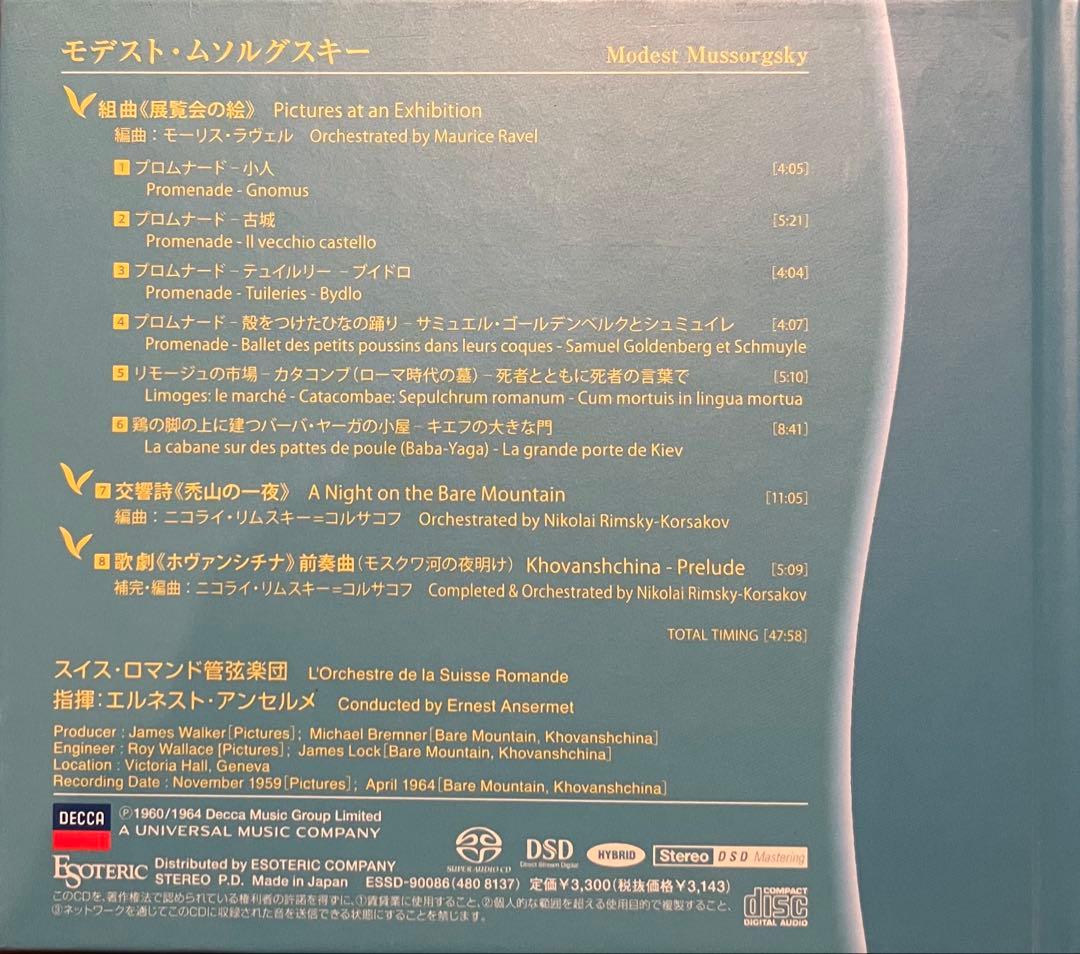 モデスト・ムソルグスキー Modest Mussorgsky
組曲《展覧会の絵》 Pictures at an Exhibition
編曲：モーリス・ラヴェル Orchestrated by Maurice Ravel
1 プロムナード－小人 [4:05]
Promenade - Gnomus
2 プロムナード－古城 [5:21]
Promenade - Il vecchio castello
3 プロムナード－テュイルリー －ブイドロ [4:04]
Promenade - Tuileries - Bydlo
4 プロムナード－殻をつけたひなの踊り－サミュエル・ゴールデンベルクとシュミュイレ [4:07]
Promenade - Ballet des petits poussins dans leurs coques - Samuel Goldenberg et Schmuyle
5 リモージュの市場－カタコンブ（ローマ時代の墓）－死者とともに死者の言葉で [5:10]
Limoges: le marché - Catacombae: Sepulchrum romanum - Cum mortuis in lingua mortua
6 鶏の脚の上に建つバーバ・ヤーガの小屋－キエフの大きな門 [8:41]
La cabane sur des pattes de poule (Baba-Yaga) - La grande porte de Kiev
7 交響詩《禿山の一夜》 A Night on the Bare Mountain [11:05]
編曲：ニコライ・リムスキー＝コルサコフ Orchestrated by Nikolai Rimsky-Korsakov
8 歌劇《ホヴァンシチナ》前奏曲（モスクワ河の夜明け） Khovanshchina - Prelude [5:09]
補完・編曲：ニコライ・リムスキー＝コルサコフ Completed & Orchestrated by Nikolai Rimsky-Korsakov
TOTAL TIMING [47:58]
スイス・ロマンド管弦楽団 L'Orchestre de la Suisse Romande
指揮：エルネスト・アンセルメ Conducted by Ernest Ansermet
Producer : James Walker[Pictures]; Michael Bremner[Bare Mountain, Khovanshchina]
Engineer : Roy Wallace [Pictures]; James Lock[Bare Mountain, Khovanshchina]
Location : Victoria Hall, Geneva
Recording Date : November 1959[Pictures]; April 1964[Bare Mountain, Khovanshchina]
DECCA ℗1960/1964 Decca Music Group Limited
A UNIVERSAL MUSIC COMPANY
SUPER AUDIO CD DSD Direct Stream Digital HYBRID Stereo DSD Mastering
ESOTERIC Distributed by ESOTERIC COMPANY
STEREO P.D. Made in Japan ESSD-90086(480 8137) 定価￥3,300(税抜価格￥3,143)
このCDを、著作権法で認められている権利者の許諾を得ずに、①賃貸業に使用すること、②個人的な範囲を超える使用目的で複製すること、
③ネットワークを通じてこのCDに収録された音を送信できる状態にすることを禁じます。
COMPACT disc DIGITAL AUDIO